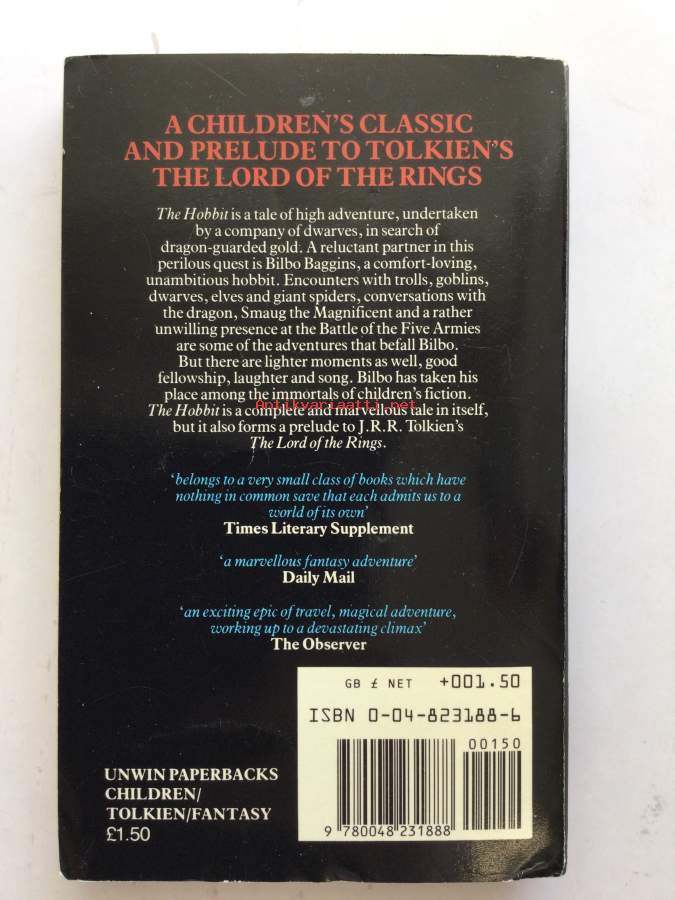 A CHILDREN'S CLASSIC
AND PRELUDE TO TOLKIEN'S
THE LORD OF THE RINGS
The Hobbit is a tale of high adventure, undertaken
by a company of dwarves, in search of
dragon-guarded gold. A reluctant partner in this
perilous quest is Bilbo Baggins, a comfort-loving,
unambitious hobbit. Encounters with trolls, goblins,
dwarves, elves and giant spiders, conversations with
the dragon, Smaug the Magnificent and a rather
unwilling presence at the Battle of the Five Armies
are some of the adventures that befall Bilbo.
But there are lighter moments as well, good
fellowship, laughter and song. Bilbo has taken his
place among the immortals of children's fiction.
Antikvariaatti.net
The Hobbit is a complete and marvellous tale in itself,
but it also forms a prelude to J.R.R. Tolkien's
The Lord of the Rings.
'belongs to a very small class of books which have
nothing in common save that each admits us to a
world of its own'
Times Literary Supplement
'a marvellous fantasy adventure'
Daily Mail
'an exciting epic of travel, magical adventure,
working up to a devastating climax'
The Observer
GB £ NET +001.50
ISBN 0-04-823188-6
00150
9 780048 231888
UNWIN PAPERBACKS
CHILDREN/
TOLKIEN/FANTASY
£1.50